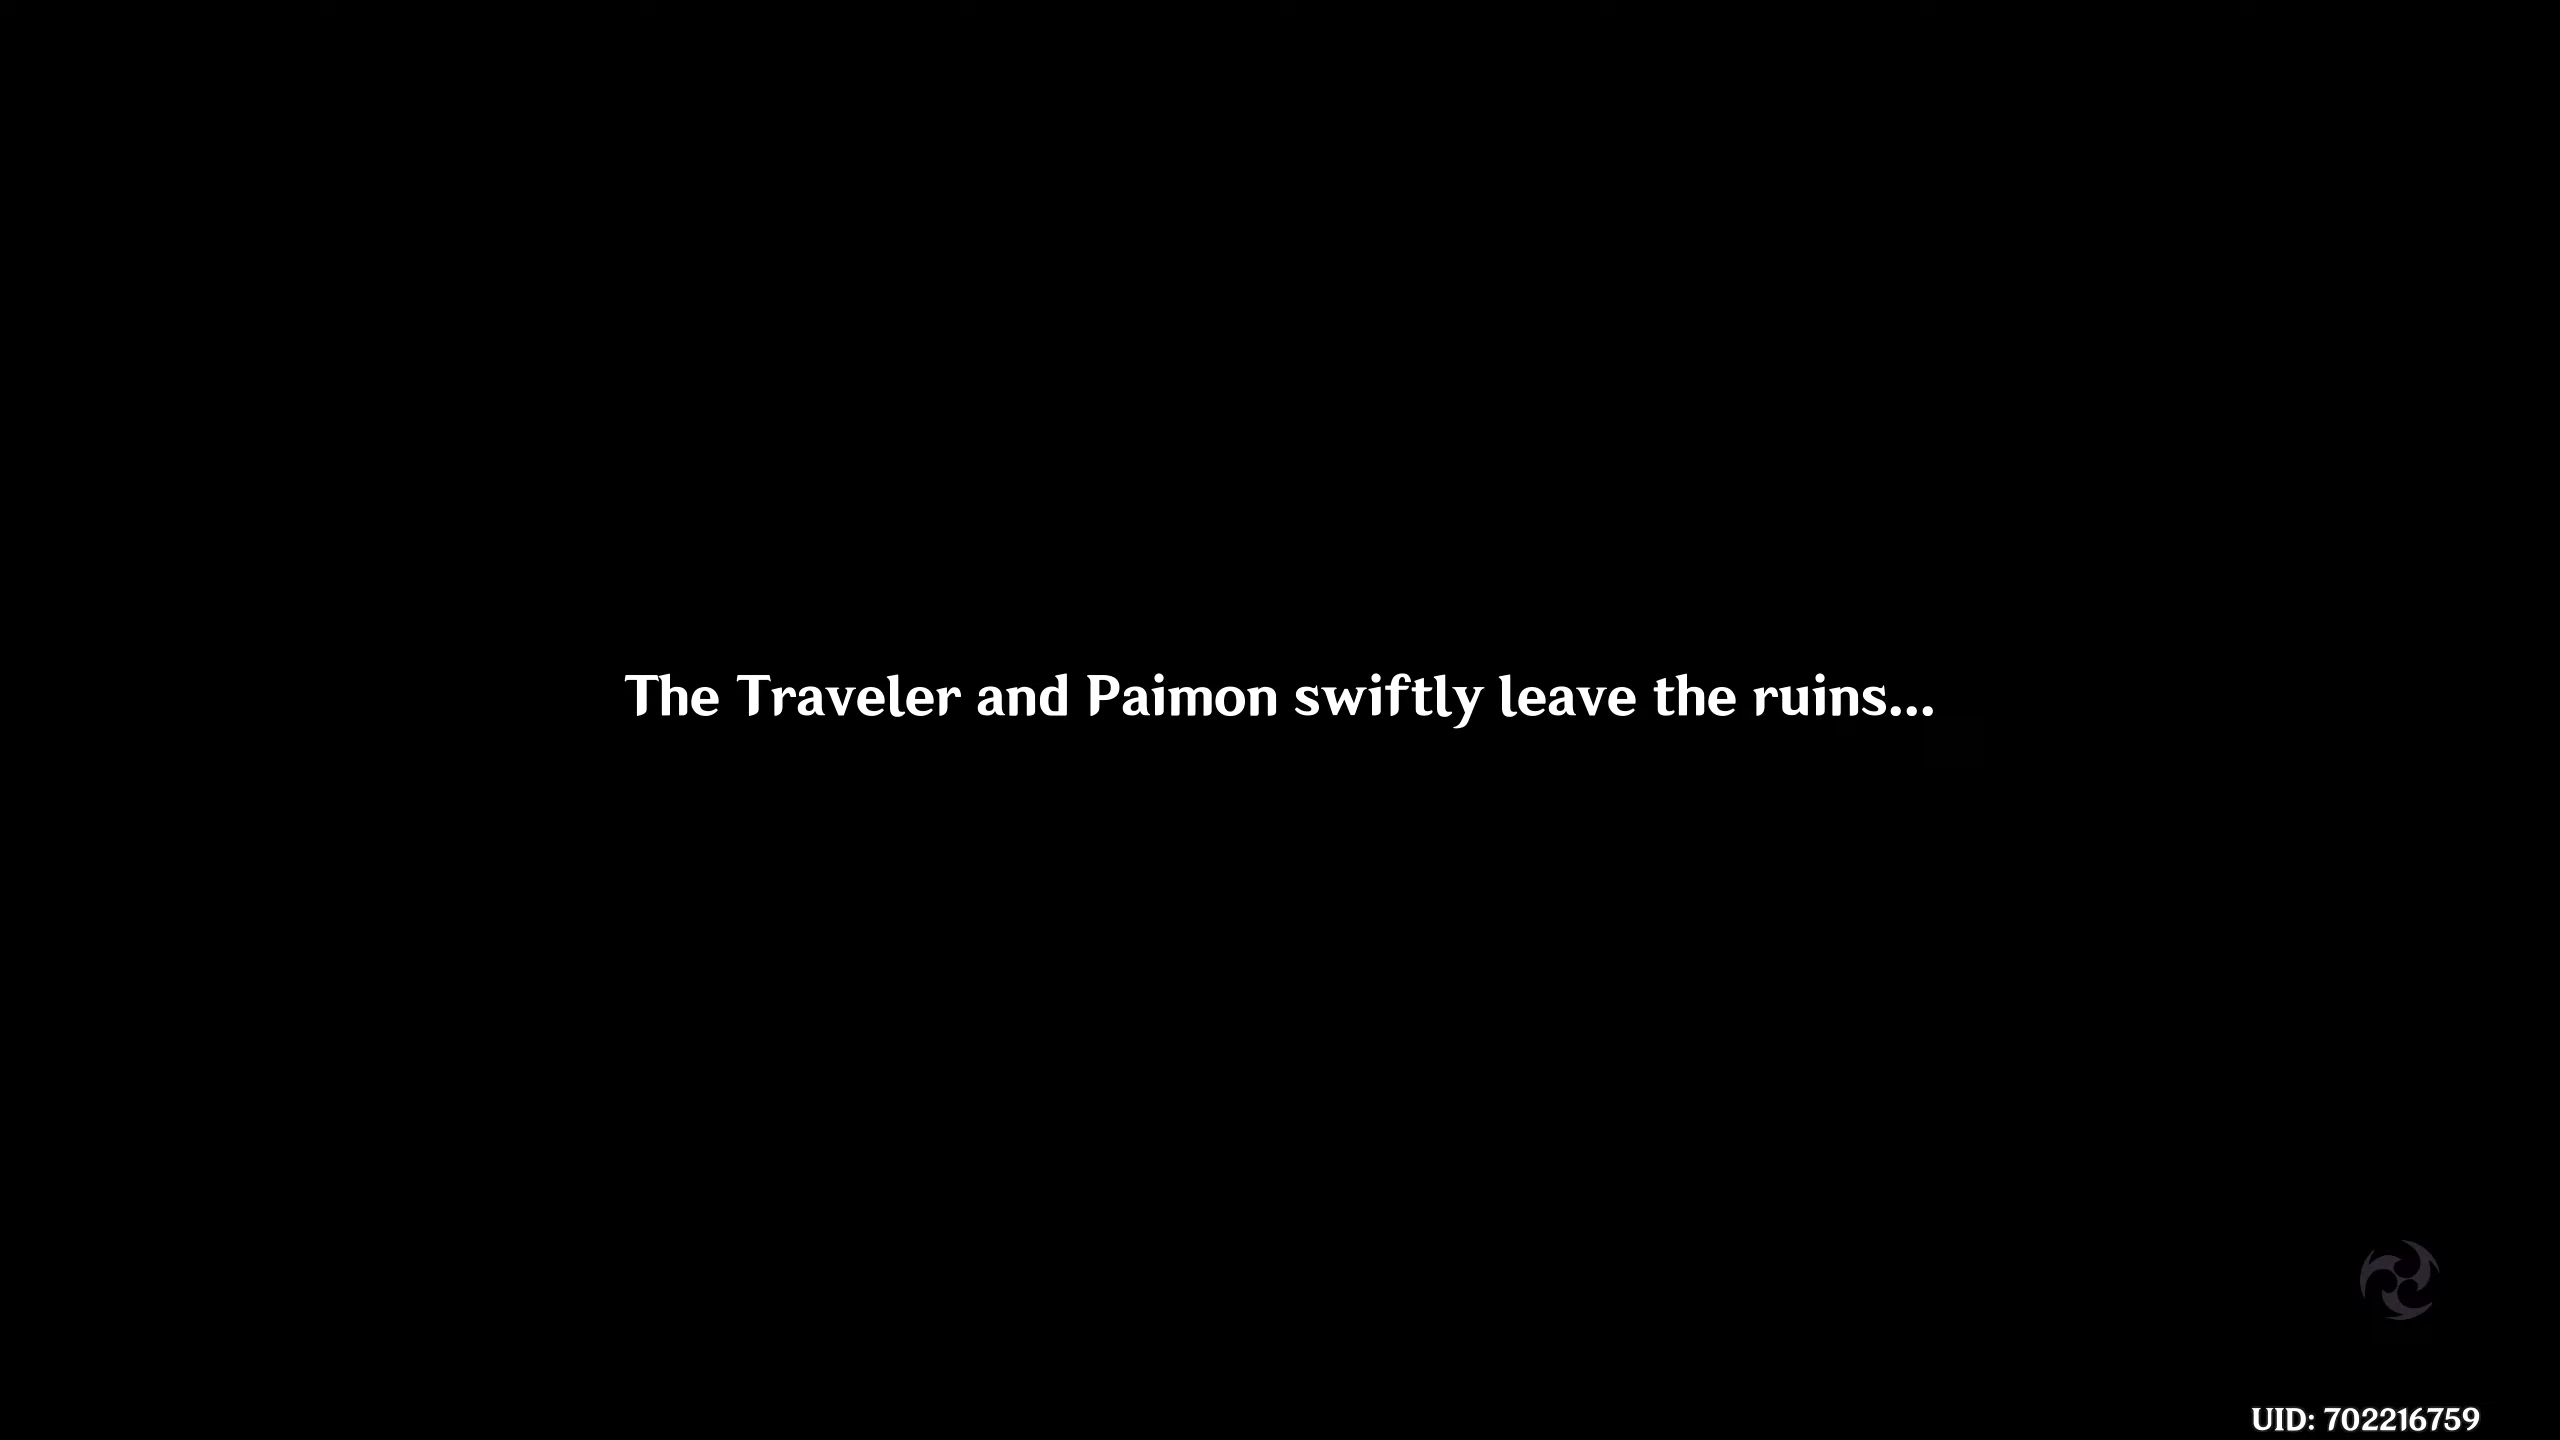 The Traveler and Paimon swiftly leave the ruins...
UID: 702216759